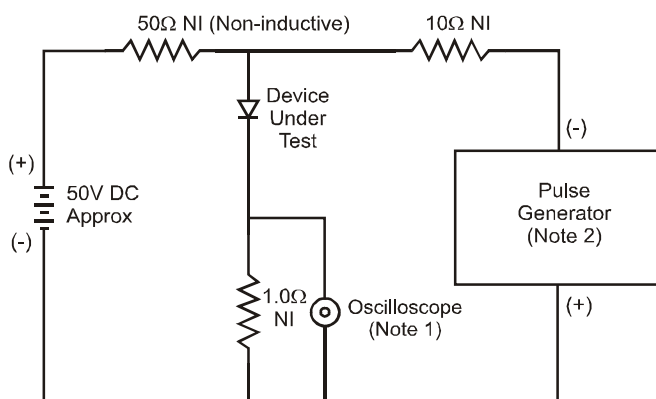 50Ω NI (Non-inductive)
10Ω NI
Device
Under
Test
(+)
50V DC
Approx
(-)
(-)
Pulse
Generator
(Note 2)
(+)
1.0Ω
NI
Oscilloscope
(Note 1)